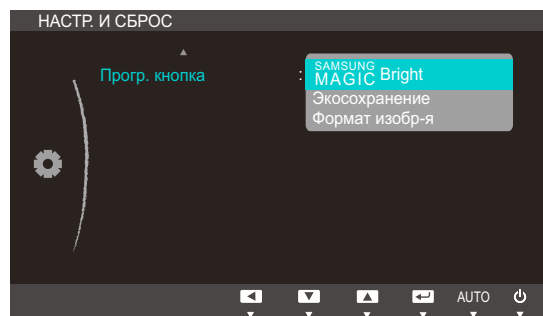 НАСТР. И СБРОС
Прогр. кнопка : SAMSUNG MAGIC Bright
Экосохранение
Формат изобр-я
AUTO